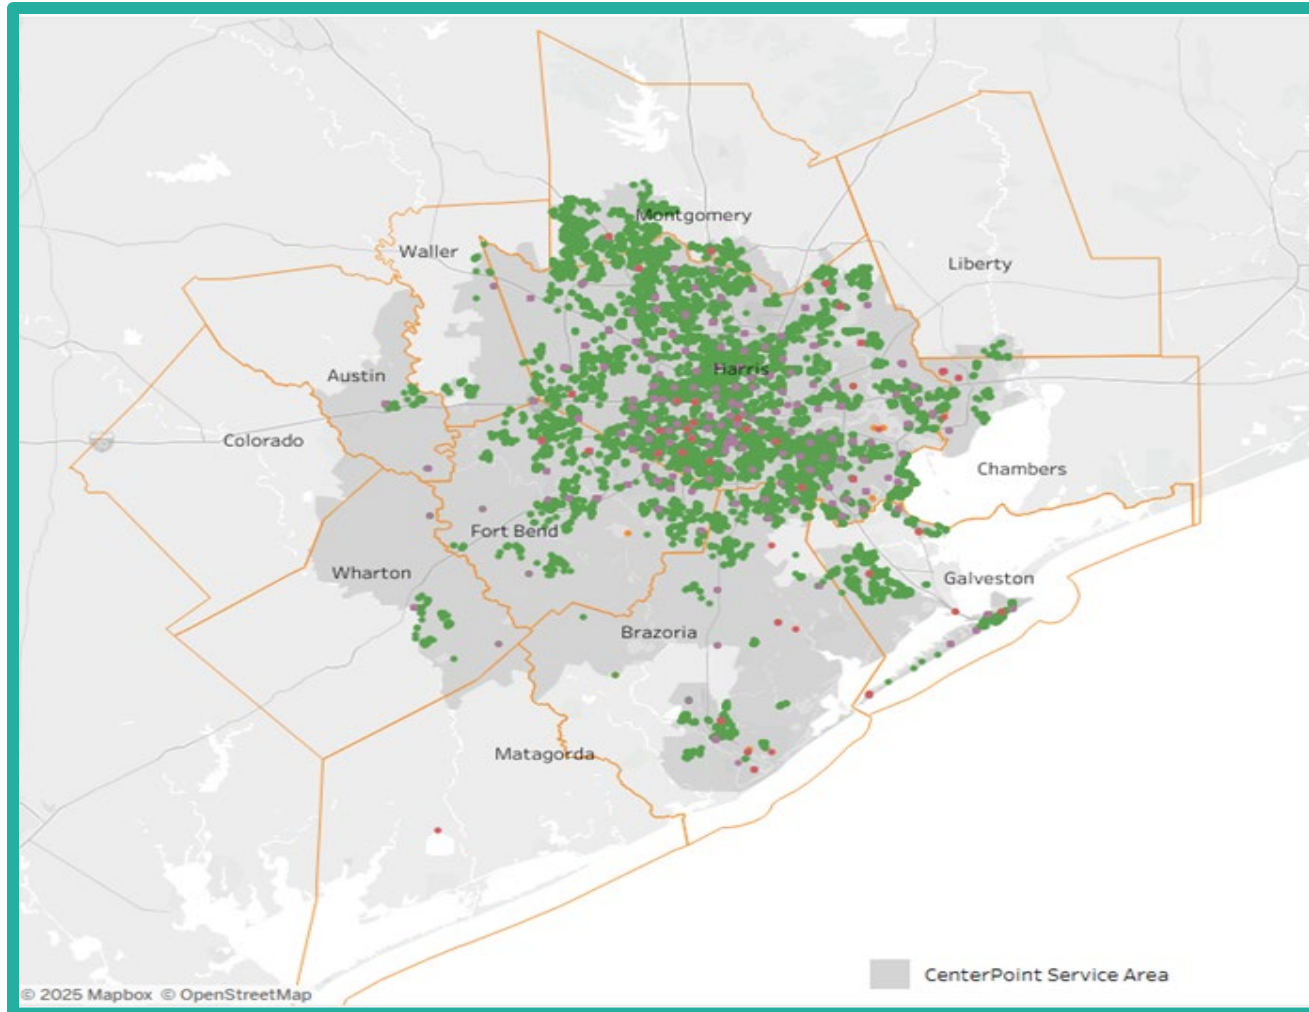 Montgomery
Waller
Liberty
Harris
Austin
Colorado
Chambers
Fort Bend
Wharton
Galveston
Brazoria
Matagorda
CenterPoint Service Area
© 2025 Mapbox © OpenStreetMap